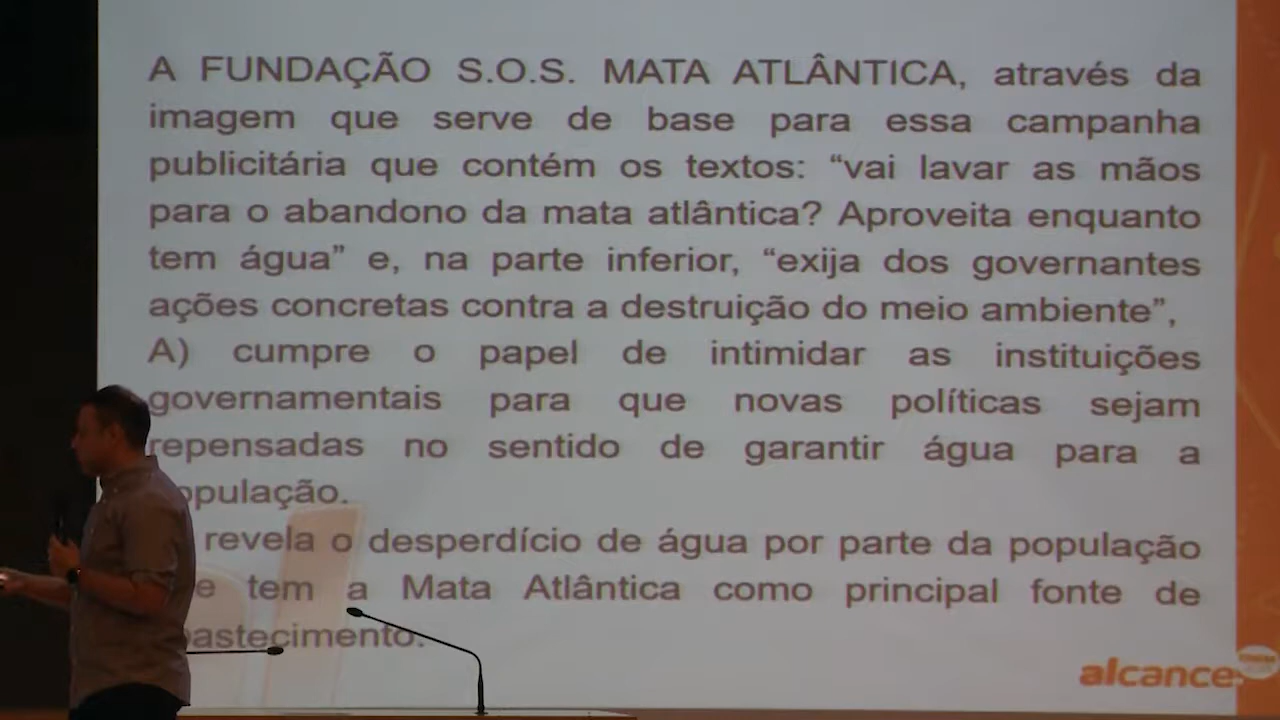 A FUNDAÇÃO S.O.S. MATA ATLÂNTICA, através da
imagem que serve de base para essa campanha
publicitária que contém os textos: “vai lavar as mãos
para o abandono da mata atlântica? Aproveita enquanto
tem água” e, na parte inferior, “exija dos governantes
ações concretas contra a destruição do meio ambiente”,
A) cumpre o papel de intimidar as instituições
governamentais para que novas políticas sejam
repensadas no sentido de garantir água para a
opulação.
revela o desperdício de água por parte da população
e tem a Mata Atlântica como principal fonte de
astecimento.
alcance